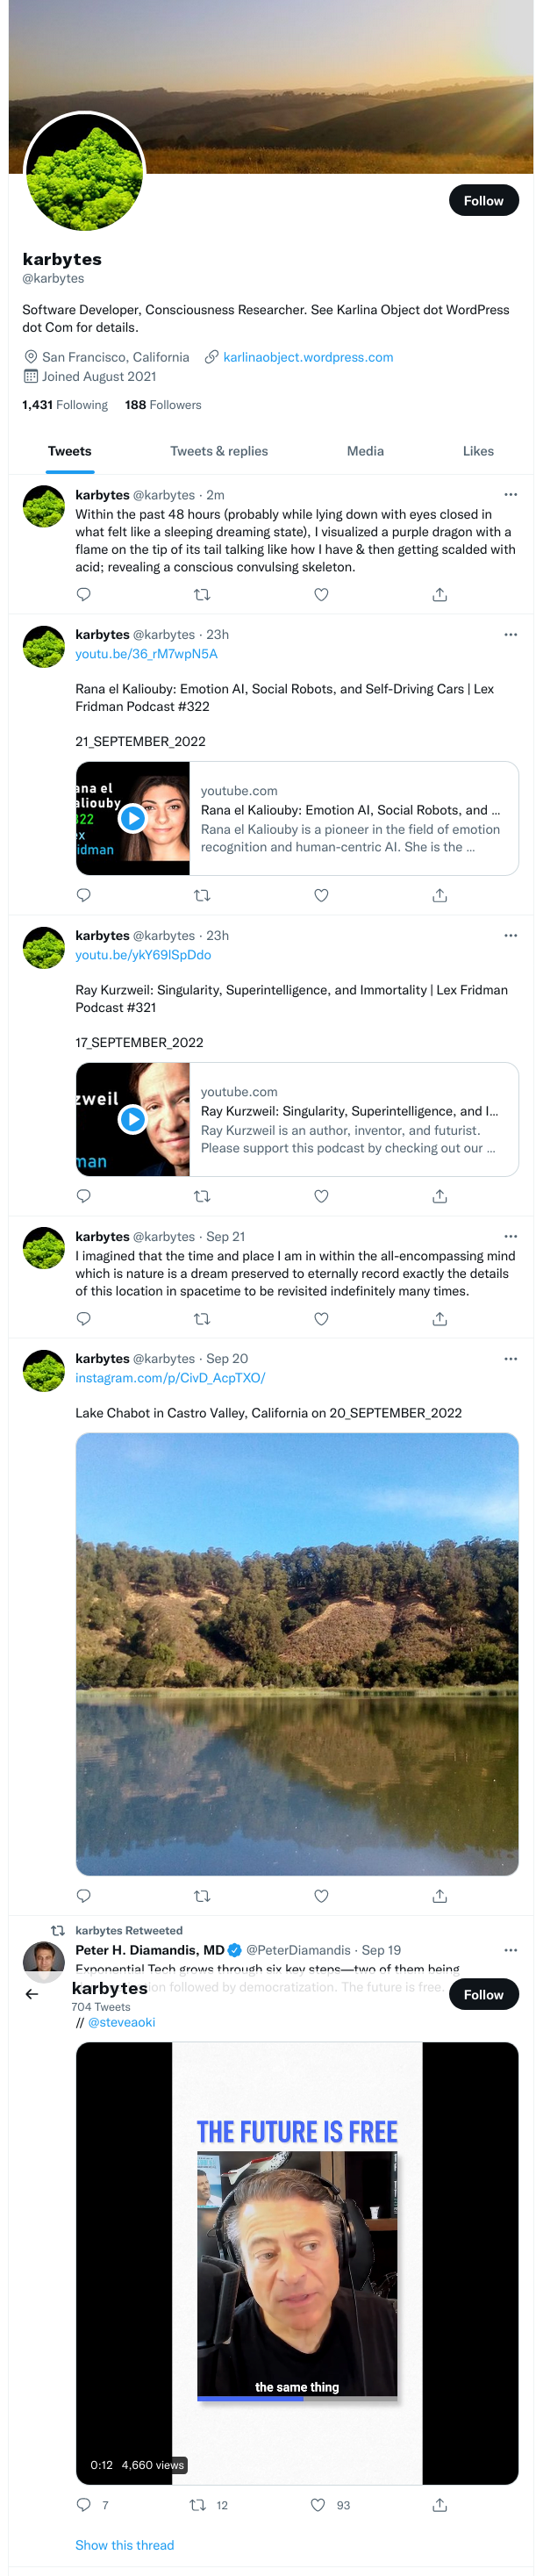 Follow
karbytes
@karbytes
Software Developer, Consciousness Researcher. See Karlina Object dot WordPress
dot Com for details.
San Francisco, California karlinaobject.wordpress.com
Joined August 2021
1,431 Following 188 Followers
Tweets Tweets & replies Media Likes
karbytes @karbytes · 2m
Within the past 48 hours (probably while lying down with eyes closed in
what felt like a sleeping dreaming state), I visualized a purple dragon with a
flame on the tip of its tail talking like how I have & then getting scalded with
acid; revealing a conscious convulsing skeleton.
karbytes @karbytes · 23h
youtu.be/36_rM7wpN5A
Rana el Kaliouby: Emotion AI, Social Robots, and Self-Driving Cars | Lex
Fridman Podcast #322
21_SEPTEMBER_2022
ana el
aliouby
322
ex
ridman
youtube.com
Rana el Kaliouby: Emotion AI, Social Robots, and ...
Rana el Kaliouby is a pioneer in the field of emotion
recognition and human-centric AI. She is the ...
karbytes @karbytes · 23h
youtu.be/ykY69lSpDdo
Ray Kurzweil: Singularity, Superintelligence, and Immortality | Lex Fridman
Podcast #321
17_SEPTEMBER_2022
zweil
man
youtube.com
Ray Kurzweil: Singularity, Superintelligence, and I...
Ray Kurzweil is an author, inventor, and futurist.
Please support this podcast by checking out our ...
karbytes @karbytes · Sep 21
I imagined that the time and place I am in within the all-encompassing mind
which is nature is a dream preserved to eternally record exactly the details
of this location in spacetime to be revisited indefinitely many times.
karbytes @karbytes · Sep 20
instagram.com/p/CivD_AcpTXO/
Lake Chabot in Castro Valley, California on 20_SEPTEMBER_2022
karbytes Retweeted
Peter H. Diamandis, MD @PeterDiamandis · Sep 19
Exponential Tech grows through six key steps—two of them being
ion followed by democratization. The future is free.
karbytes
704 Tweets
Follow
// @steveaoki
THE FUTURE IS FREE
the same thing
0:12 4,660 views
7 12 93
Show this thread